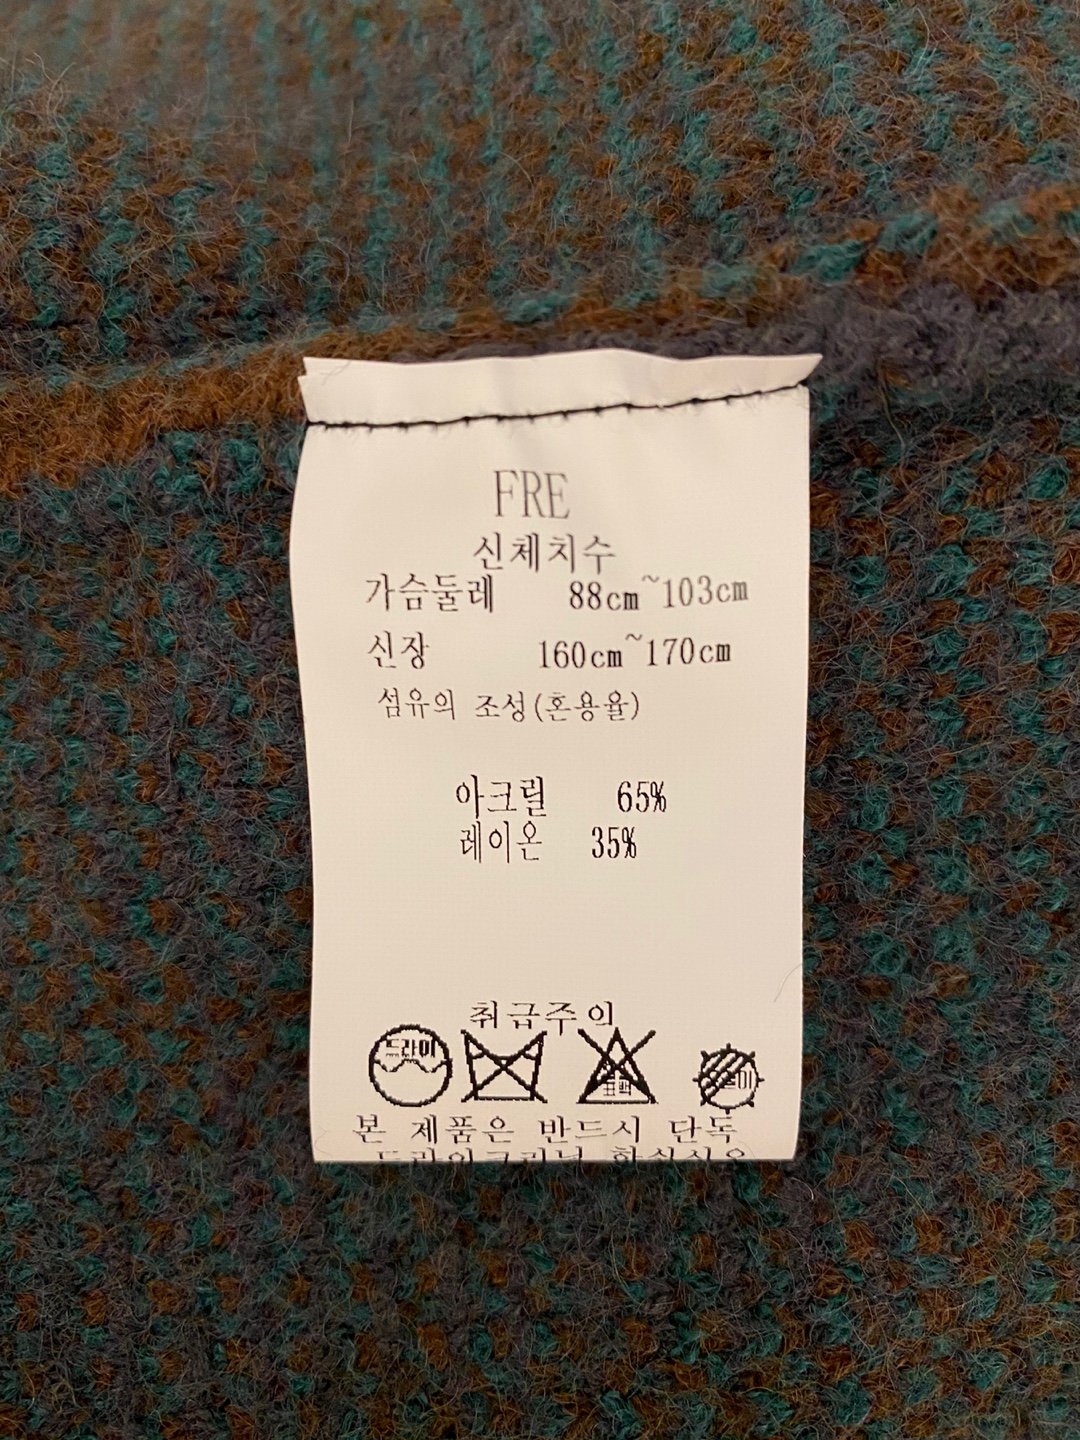 FRE
신체치수
가슴둘레 88cm~103cm
신장 160cm~170cm
섬유의 조성(혼용율)
아크릴 65%
레이온 35%
취급주의
드라이
표백
본 제품은 반드시 단독